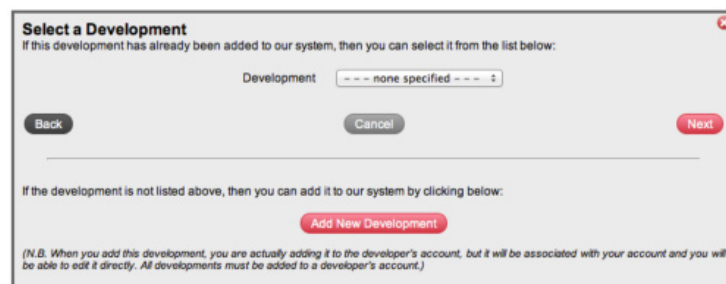 Select a Development
If this development has already been added to our system, then you can select it from the list below:
Development   - - - none specified - - -
Back   Cancel   Next
If the development is not listed above, then you can add it to our system by clicking below:
Add New Development
(N.B. When you add this development, you are actually adding it to the developer's account, but it will be associated with your account and you will
be able to edit it directly. All developments must be added to a developer's account.)